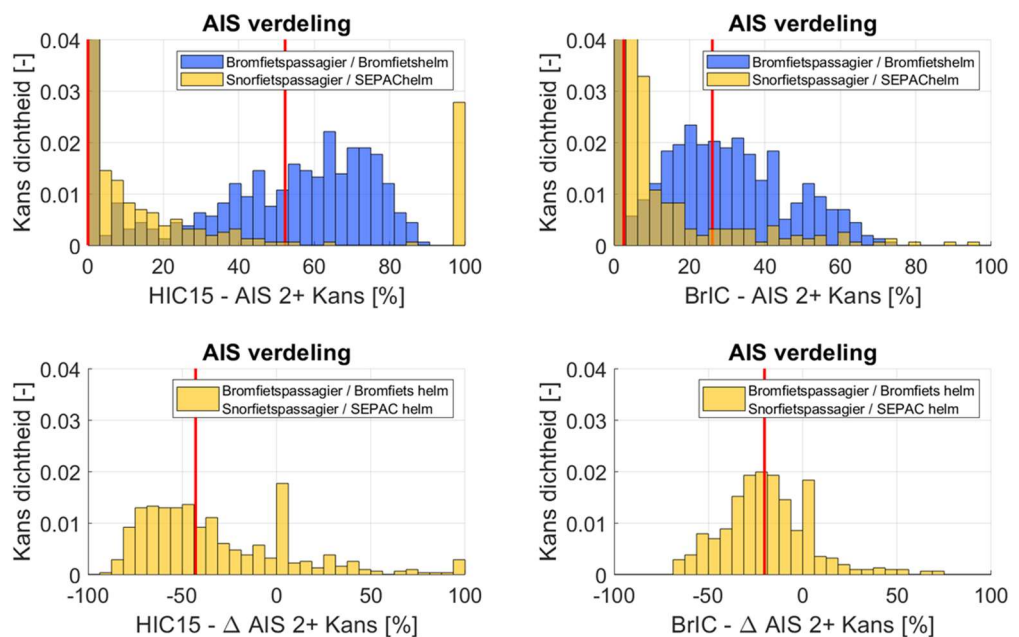 AIS verdeling
0.04
0.03
0.02
0.01
0
Kans dichtheid [-]
Bromfietspassagier / Bromfietshelm
Snorfietspassagier / SEPAChelm
0 20 40 60 80 100
HIC15 - AIS 2+ Kans [%]
AIS verdeling
0.04
0.03
0.02
0.01
0
Kans dichtheid [-]
Bromfietspassagier / Bromfietshelm
Snorfietspassagier / SEPAChelm
0 20 40 60 80 100
BrIC - AIS 2+ Kans [%]
AIS verdeling
0.04
0.03
0.02
0.01
0
Kans dichtheid [-]
Bromfietspassagier / Bromfiets helm
Snorfietspassagier / SEPAC helm
-100 -50 0 50 100
HIC15 - Δ AIS 2+ Kans [%]
AIS verdeling
0.04
0.03
0.02
0.01
0
Kans dichtheid [-]
Bromfietspassagier / Bromfiets helm
Snorfietspassagier / SEPAC helm
-100 -50 0 50 100
BrIC - Δ AIS 2+ Kans [%]